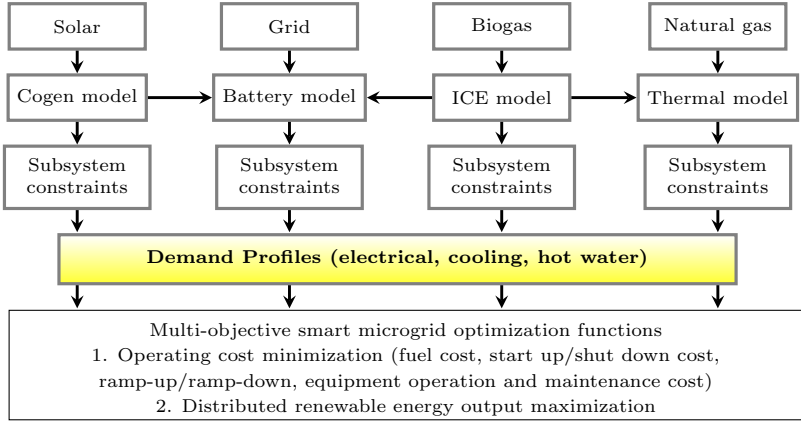 Solar
Grid
Biogas
Natural gas
Cogen model
Battery model
ICE model
Thermal model
Subsystem
constraints
Subsystem
constraints
Subsystem
constraints
Subsystem
constraints
Demand Profiles (electrical, cooling, hot water)
Multi-objective smart microgrid optimization functions
1. Operating cost minimization (fuel cost, start up/shut down cost,
ramp-up/ramp-down, equipment operation and maintenance cost)
2. Distributed renewable energy output maximization